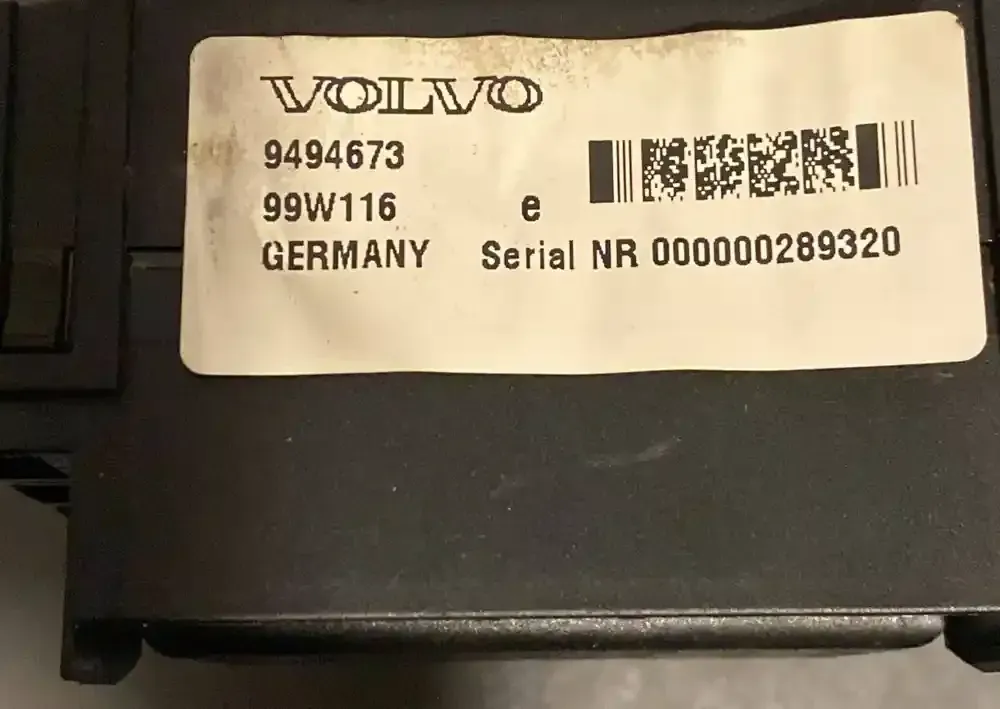 VOLVO
9494673
99W116 e
GERMANY Serial NR 000000289320